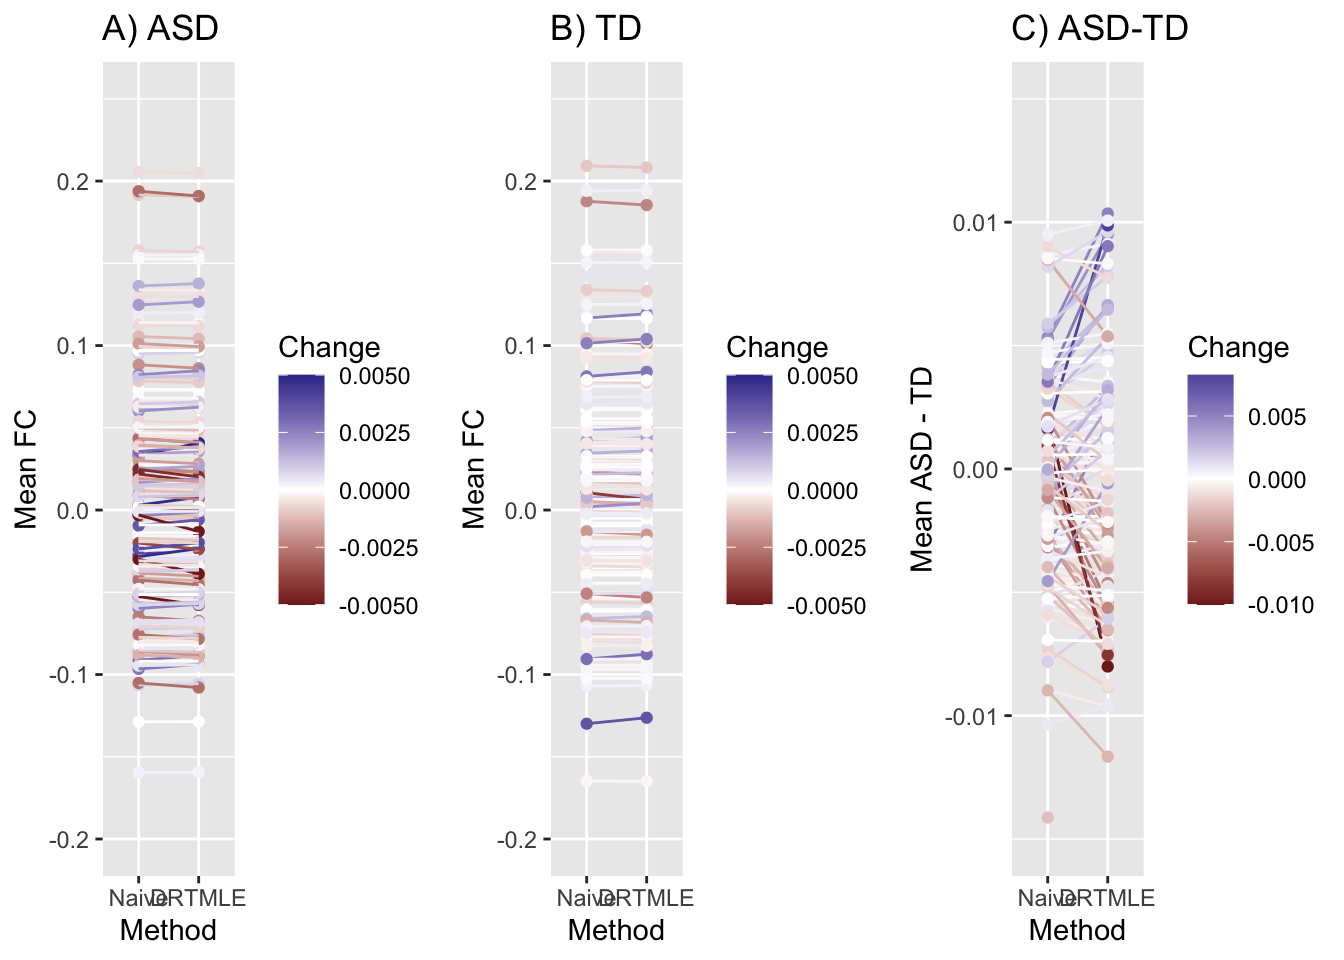 A) ASD
B) TD
C) ASD-TD
Mean FC
0.2
0.1
0.0
-0.1
-0.2
Naive
DRTMLE
Method
Change
0.0050
0.0025
0.0000
-0.0025
-0.0050
Mean FC
0.2
0.1
0.0
-0.1
-0.2
Naive
DRTMLE
Method
Change
0.0050
0.0025
0.0000
-0.0025
-0.0050
Mean ASD - TD
0.01
0.00
-0.01
Naive
DRTMLE
Method
Change
0.005
0.000
-0.005
-0.010